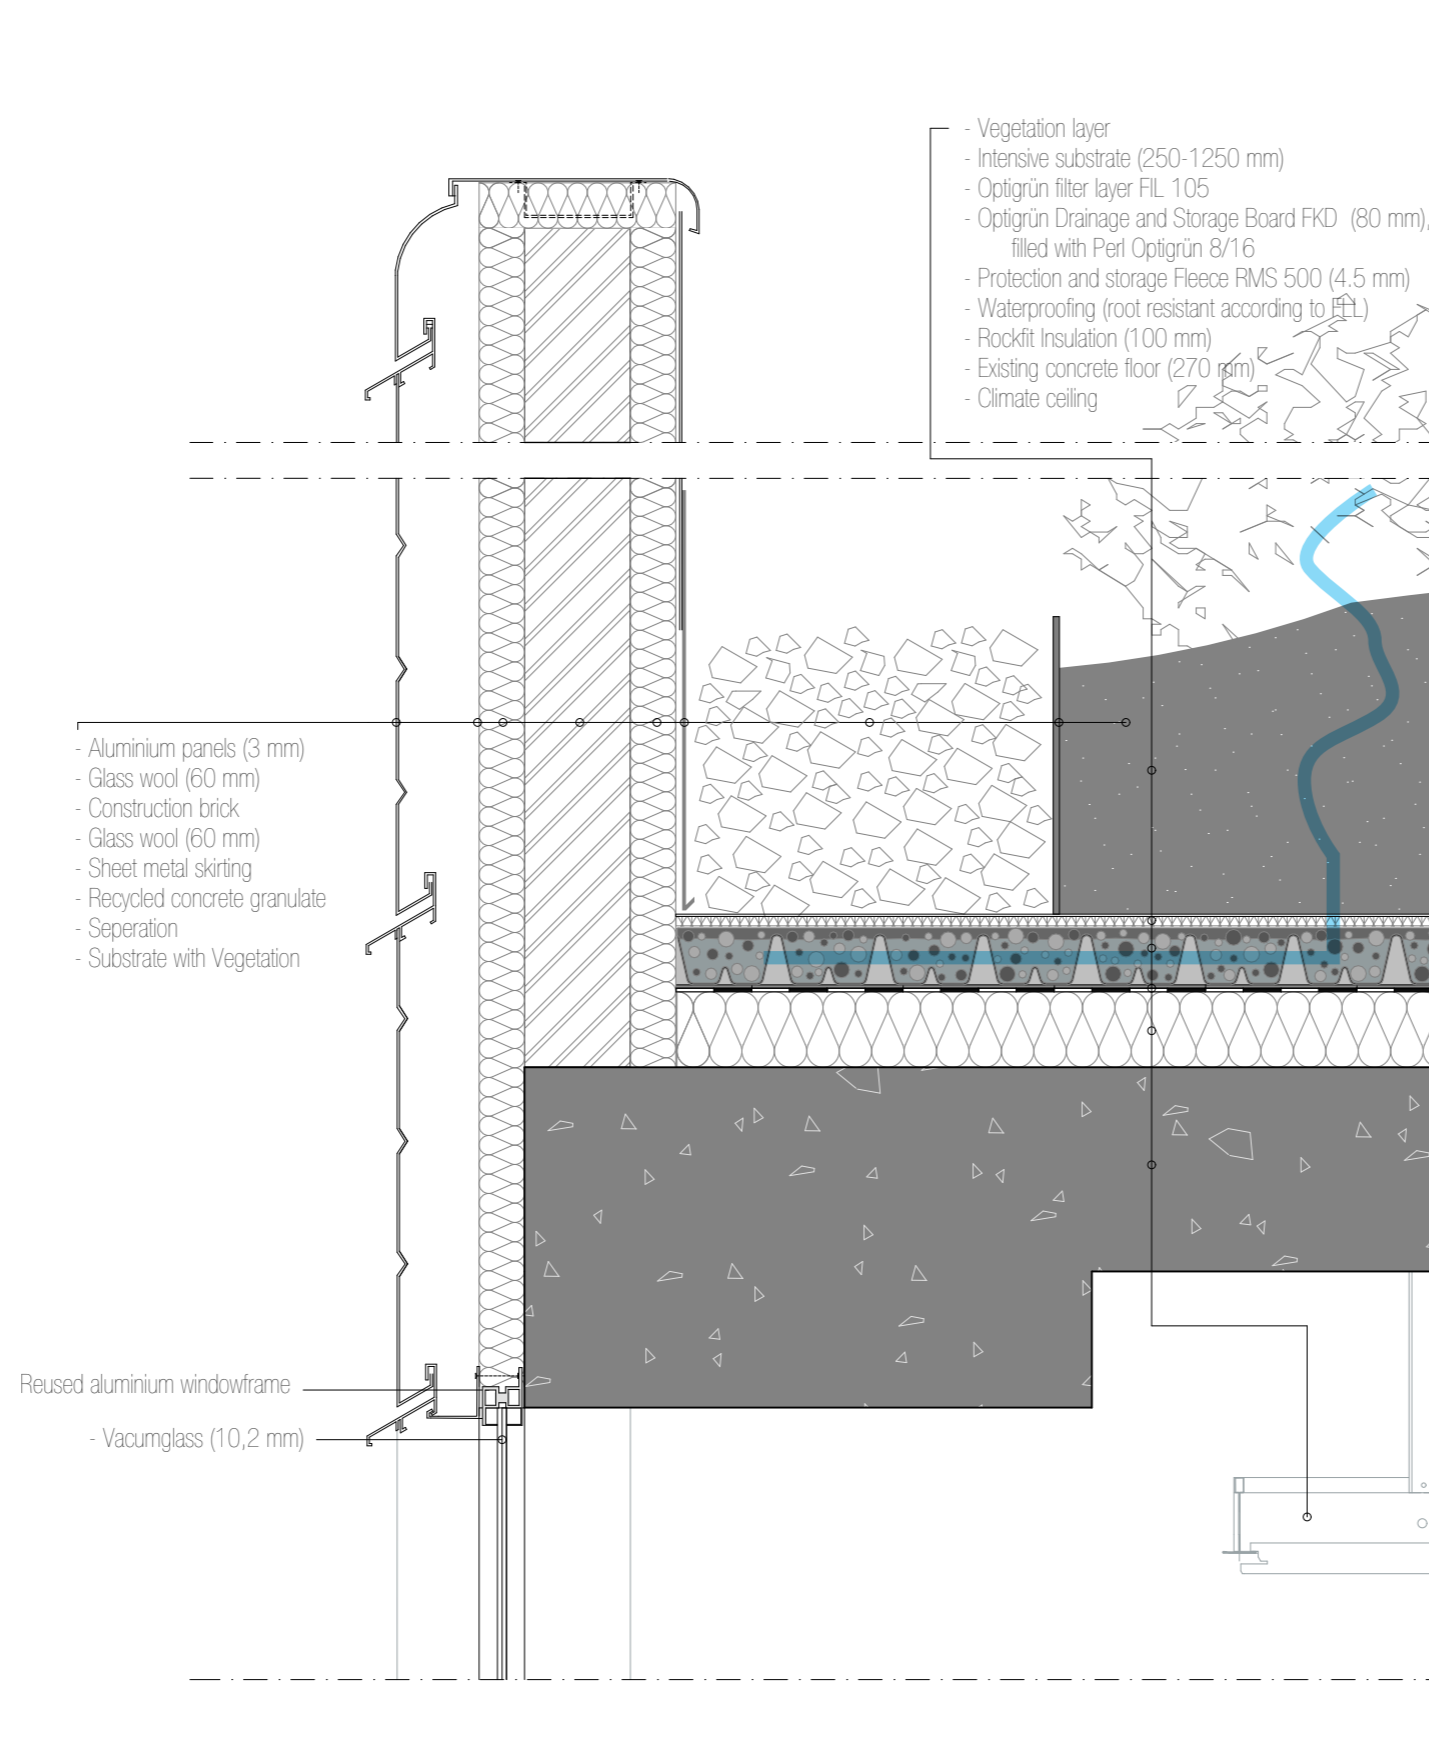 - Vegetation layer
- Intensive substrate (250-1250 mm)
- Optigrün filter layer FIL 105
- Optigrün Drainage and Storage Board FKD (80 mm),
filled with Perl Optigrün 8/16
- Protection and storage Fleece RMS 500 (4.5 mm)
- Waterproofing (root resistant according to FLL)
- Rockfit Insulation (100 mm)
- Existing concrete floor (270 mm)
- Climate ceiling
- Aluminium panels (3 mm)
- Glass wool (60 mm)
- Construction brick
- Glass wool (60 mm)
- Sheet metal skirting
- Recycled concrete granulate
- Seperation
- Substrate with Vegetation
Reused aluminium windowframe
- Vacumglass (10,2 mm)